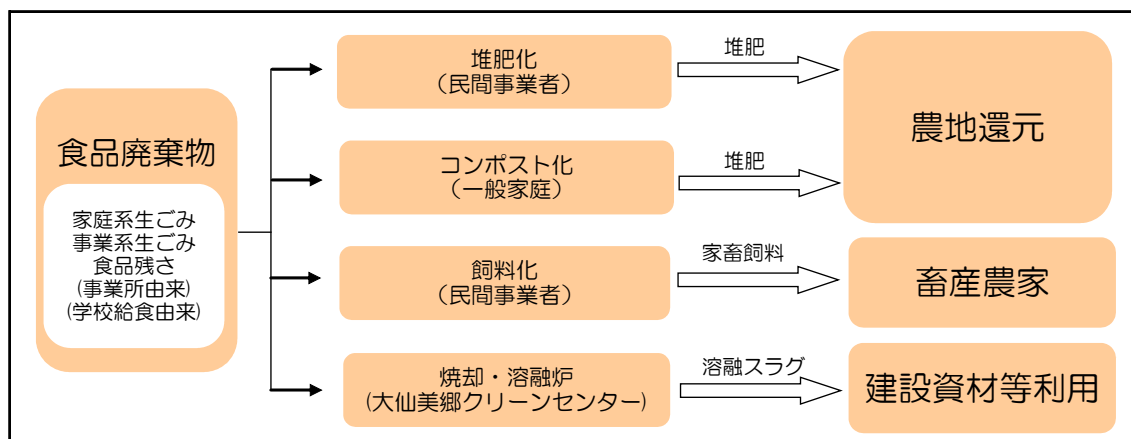 食品廃棄物
家庭系生ごみ
事業系生ごみ
食品残さ
(事業所由来)
(学校給食由来)
堆肥化
(民間事業者)
堆肥
農地還元
コンポスト化
(一般家庭)
堆肥
飼料化
(民間事業者)
家畜飼料
畜産農家
焼却・溶融炉
(大仙美郷クリーンセンター)
溶融スラグ
建設資材等利用